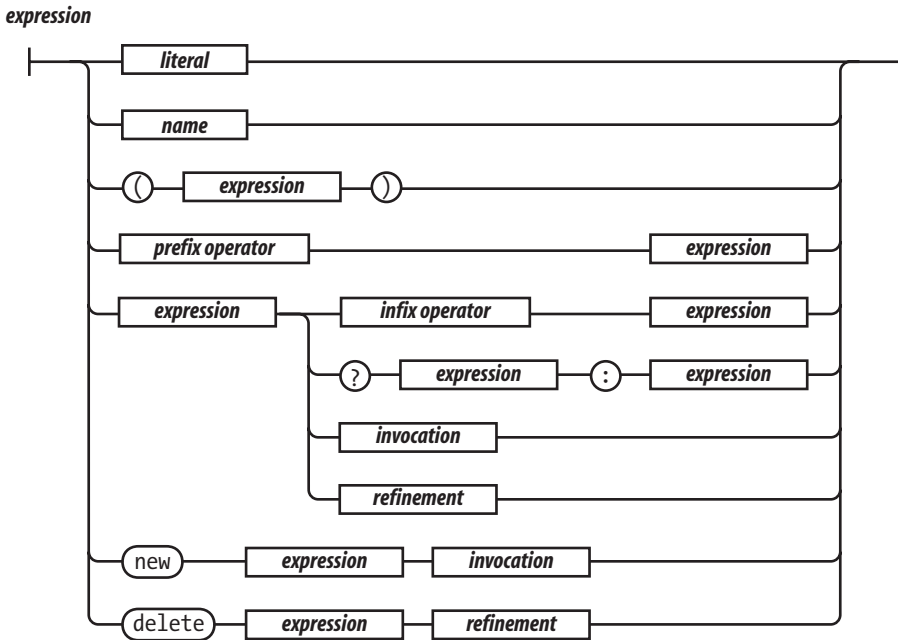 expression
literal
name
( expression )
prefix operator expression
expression infix operator expression
? expression : expression
invocation
refinement
new expression invocation
delete expression refinement